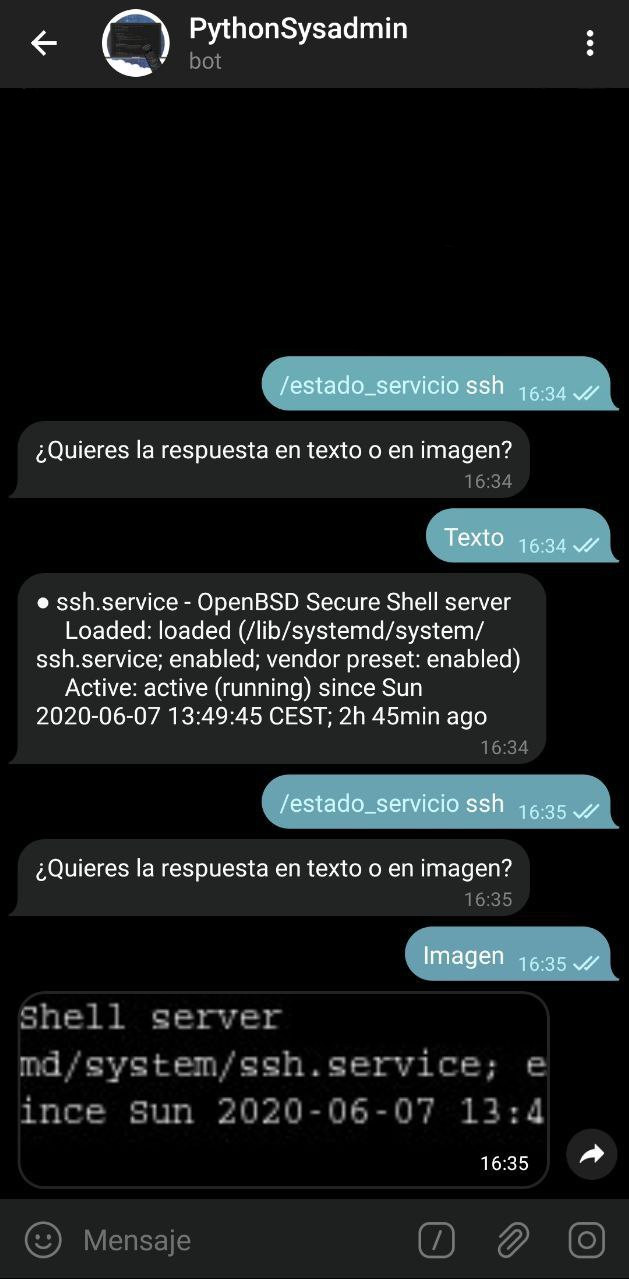 PythonSysadmin
bot
/estado_servicio ssh 16:34
¿Quieres la respuesta en texto o en imagen?
16:34
Texto 16:34
● ssh.service - OpenBSD Secure Shell server
Loaded: loaded (/lib/systemd/system/
ssh.service; enabled; vendor preset: enabled)
Active: active (running) since Sun
2020-06-07 13:49:45 CEST; 2h 45min ago
16:34
/estado_servicio ssh 16:35
¿Quieres la respuesta en texto o en imagen?
16:35
Imagen 16:35
Shell server
md/system/ssh.service; e
ince Sun 2020-06-07 13:4
16:35
Mensaje